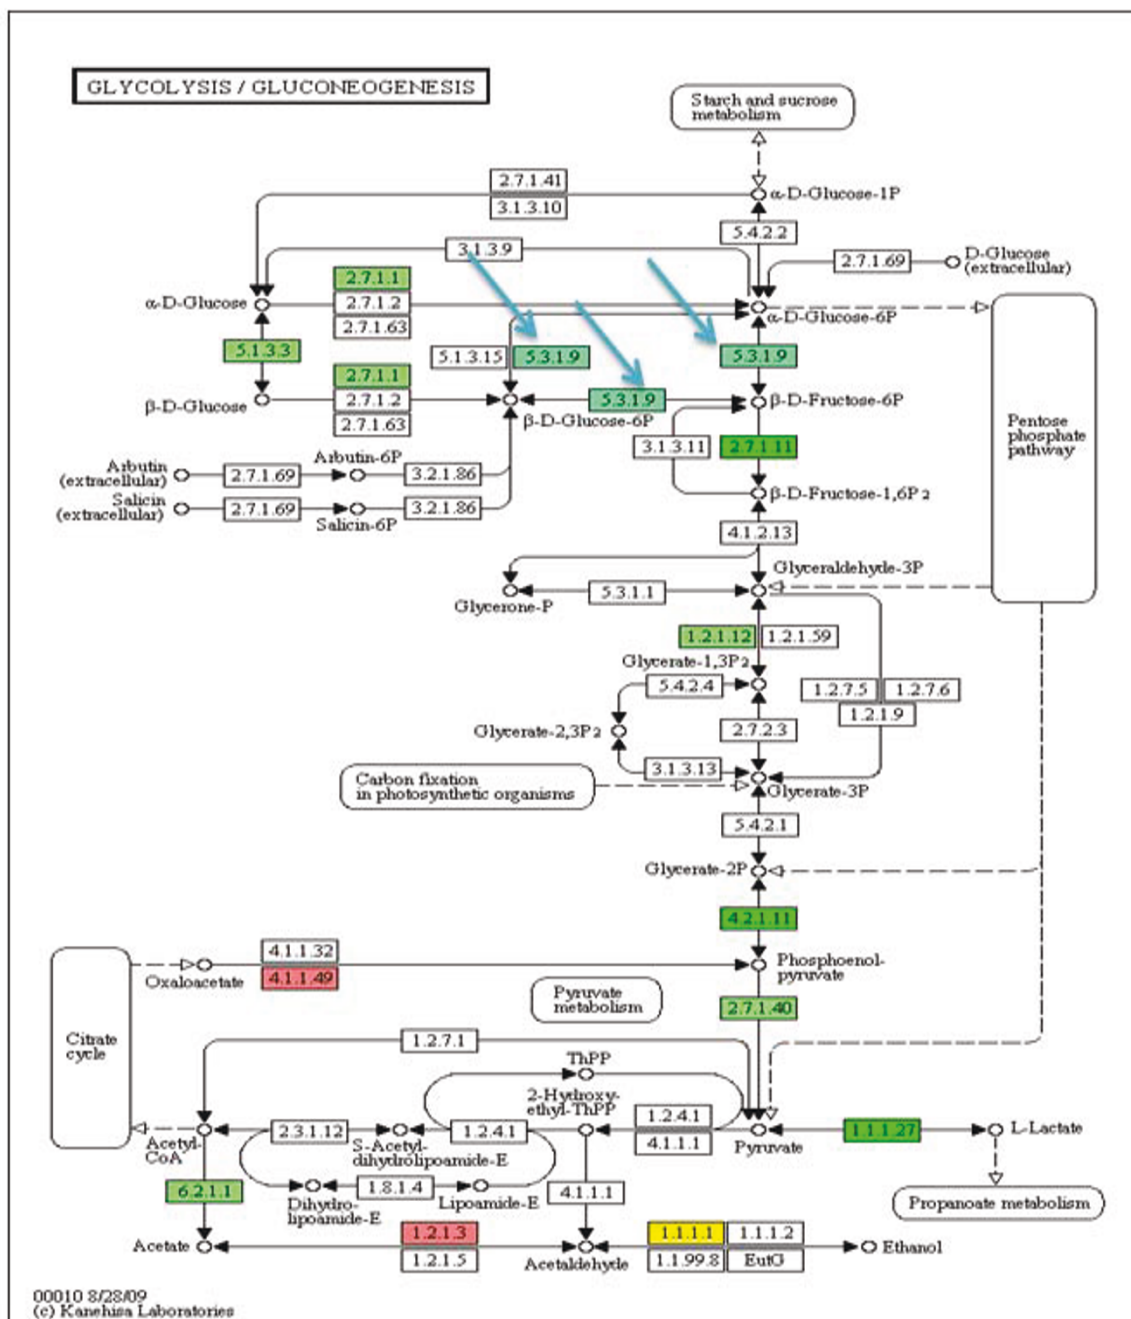 GLYCOLYSIS / GLUCONEOGENESIS
Starch and sucrose
metabolism
2.7.1.41
3.1.3.10
α-D-Glucose-1P
5.4.2.2
3.1.3.9
2.7.1.69
D-Glucose
(extracellular)
2.7.1.1
α-D-Glucose
2.7.1.2
2.7.1.63
α-D-Glucose-6P
5.1.3.3
5.1.3.15
5.3.1.9
5.3.1.9
2.7.1.1
β-D-Glucose
2.7.1.2
2.7.1.63
5.3.1.9
β-D-Glucose-6P
β-D-Fructose-6P
3.1.3.11
2.7.1.11
Pentose
phosphate
pathway
Arbutin
(extracellular)
2.7.1.69
Arbutin-6P
3.2.1.86
Salicin
(extracellular)
2.7.1.69
Salicin-6P
3.2.1.86
β-D-Fructose-1,6P2
4.1.2.13
Glyceraldehyde-3P
Glycerone-P
5.3.1.1
1.2.1.12
1.2.1.59
Glycerate-1,3P2
5.4.2.4
1.2.7.5
1.2.7.6
1.2.1.9
Glycerate-2,3P2
2.7.2.3
3.1.3.13
Carbon fixation
in photosynthetic organisms
Glycerate-3P
5.4.2.1
Glycerate-2P
4.2.1.11
4.1.1.32
4.1.1.49
Oxaloacetate
Phosphoenol-
pyruvate
Pyruvate
metabolism
2.7.1.40
Citrate
cycle
1.2.7.1
ThPP
2-Hydroxy-
ethyl-ThPP
1.2.4.1
4.1.1.1
Acetyl-
CoA
2.3.1.12
S-Acetyl-
dihydrolipoamide-E
1.2.4.1
Pyruvate
1.1.1.27
L-Lactate
6.2.1.1
Dihydro-
lipoamide-E
1.8.1.4
Lipoamide-E
4.1.1.1
Propanoate metabolism
Acetate
1.2.1.3
1.2.1.5
Acetaldehyde
1.1.1.1
1.1.1.2
1.1.99.8
EutG
Ethanol
00010 8/28/09
(c) Kanehisa Laboratories